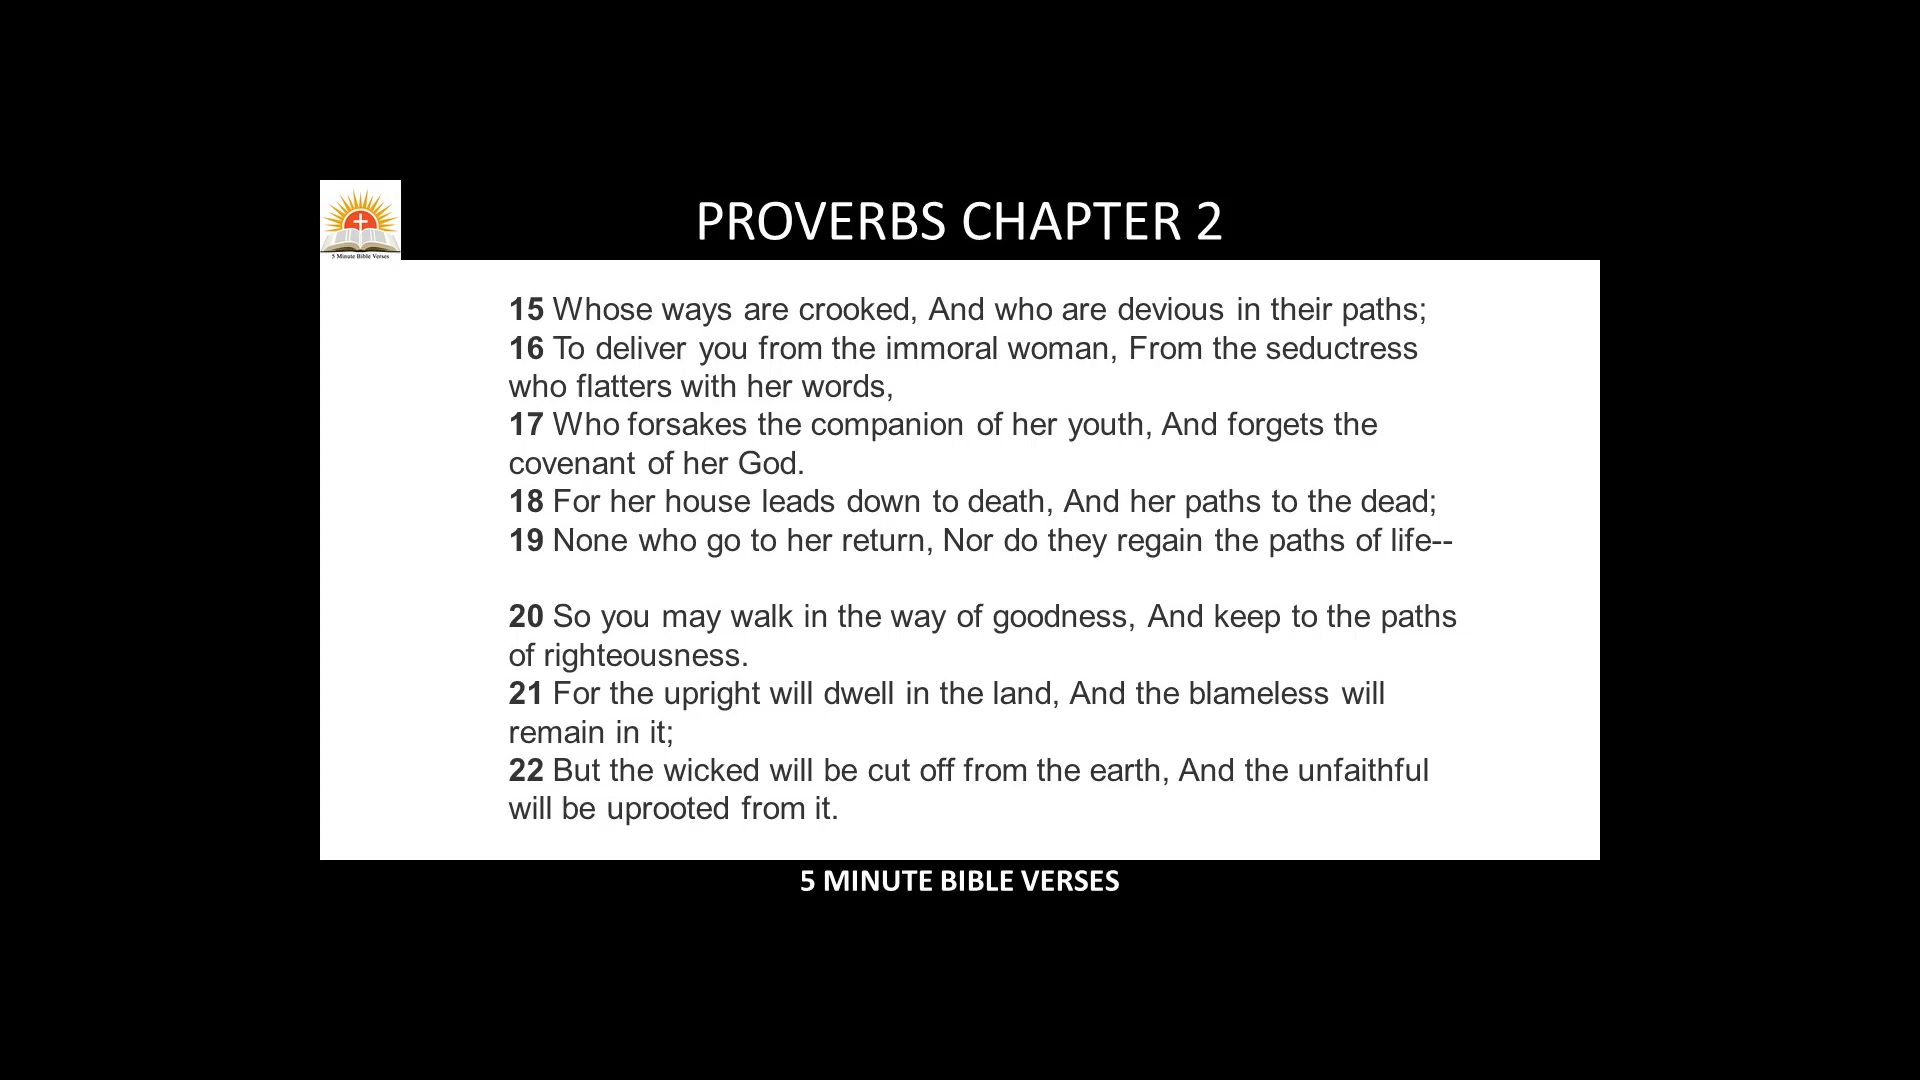 PROVERBS CHAPTER 2
5 Minute Bible Verses
15 Whose ways are crooked, And who are devious in their paths;
16 To deliver you from the immoral woman, From the seductress
who flatters with her words,
17 Who forsakes the companion of her youth, And forgets the
covenant of her God.
18 For her house leads down to death, And her paths to the dead;
19 None who go to her return, Nor do they regain the paths of life--
20 So you may walk in the way of goodness, And keep to the paths
of righteousness.
21 For the upright will dwell in the land, And the blameless will
remain in it;
22 But the wicked will be cut off from the earth, And the unfaithful
will be uprooted from it.
5 MINUTE BIBLE VERSES